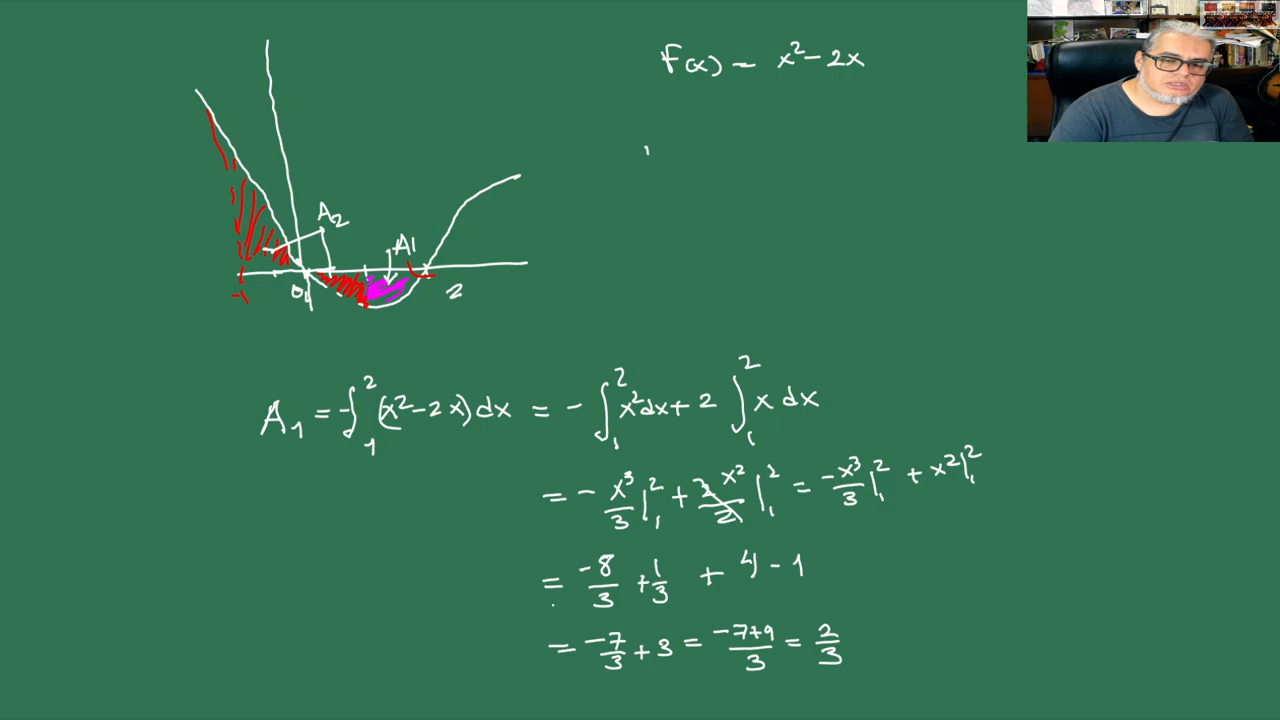 F(x) = x² - 2x
A2
A1
-1
0
2
A₁ = -∫₁² (x² - 2x) dx = - ∫₁² x² dx + 2 ∫₁² x dx
= - x³/3 |₁² + 2 x²/2 |₁² = -x³/3 |₁² + x² |₁²
= -8/3 + 1/3 + 4 - 1
= -7/3 + 3 = -7+9/3 = 2/3